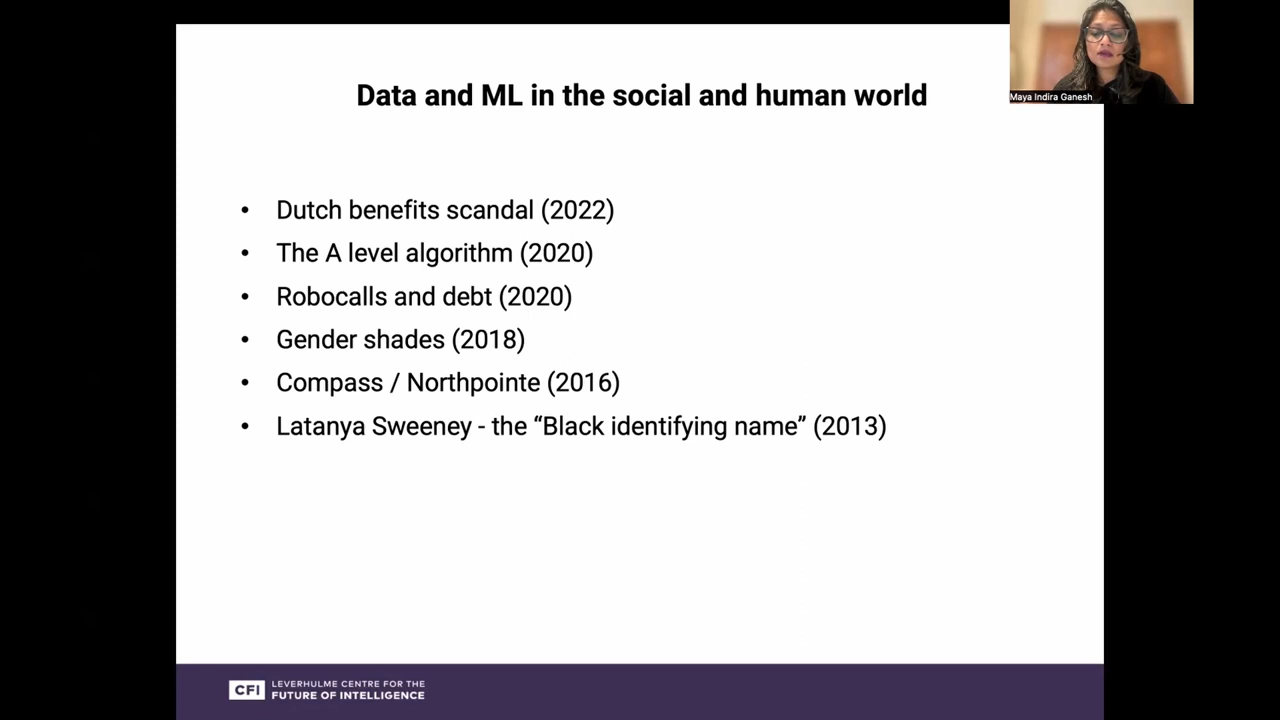 Data and ML in the social and human world
Maya Indira Ganesh
• Dutch benefits scandal (2022)
• The A level algorithm (2020)
• Robocalls and debt (2020)
• Gender shades (2018)
• Compass / Northpointe (2016)
• Latanya Sweeney - the “Black identifying name” (2013)
CFI
LEVERHULME CENTRE FOR THE
FUTURE OF INTELLIGENCE